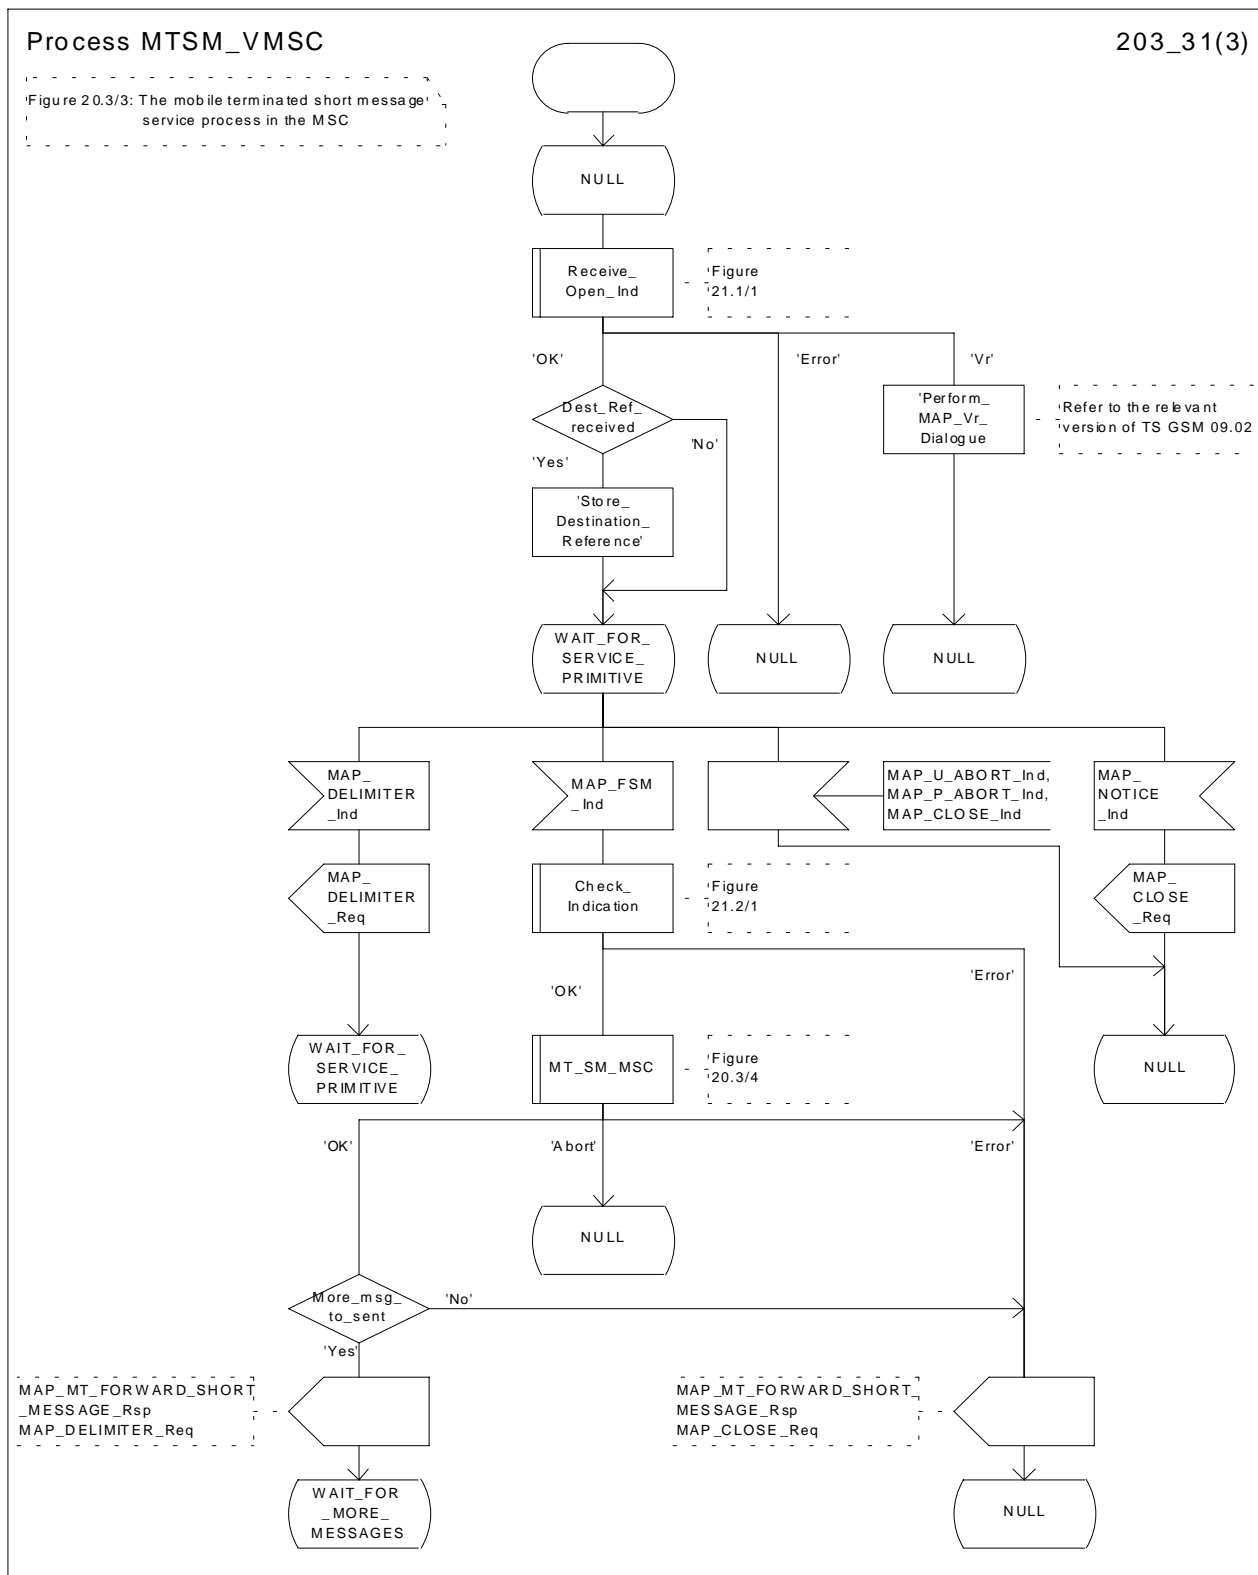 Process MTSM_VMSC
203_31(3)
Figure 20.3/3: The mobile terminated short message
service process in the MSC
NULL
Receive_
Open_Ind
Figure
21.1/1
'OK'
'Error'
'Vr'
Dest_Ref_
received
'No'
'Yes'
'Perform_
MAP_Vr_
Dialogue
Refer to the relevant
version of TS GSM 09.02
'Store_
Destination_
Reference'
WAIT_FOR_
SERVICE_
PRIMITIVE
NULL
NULL
MAP_
DELIMITER
_Ind
MAP_FSM
_Ind
MAP_U_ABORT_Ind,
MAP_P_ABORT_Ind,
MAP_CLOSE_Ind
MAP_
NOTICE
_Ind
MAP_
DELIMITER
_Req
Check_
Indication
Figure
21.2/1
MAP_
CLOSE
_Req
'OK'
'Error'
WAIT_FOR_
SERVICE_
PRIMITIVE
MT_SM_MSC
Figure
20.3/4
NULL
'OK'
'Abort'
'Error'
NULL
More_msg_
to_sent
'No'
'Yes'
MAP_MT_FORWARD_SHORT
_MESSAGE_Rsp
MAP_DELIMITER_Req
MAP_MT_FORWARD_SHORT_
MESSAGE_Rsp
MAP_CLOSE_Req
WAIT_FOR
_MORE_
MESSAGES
NULL